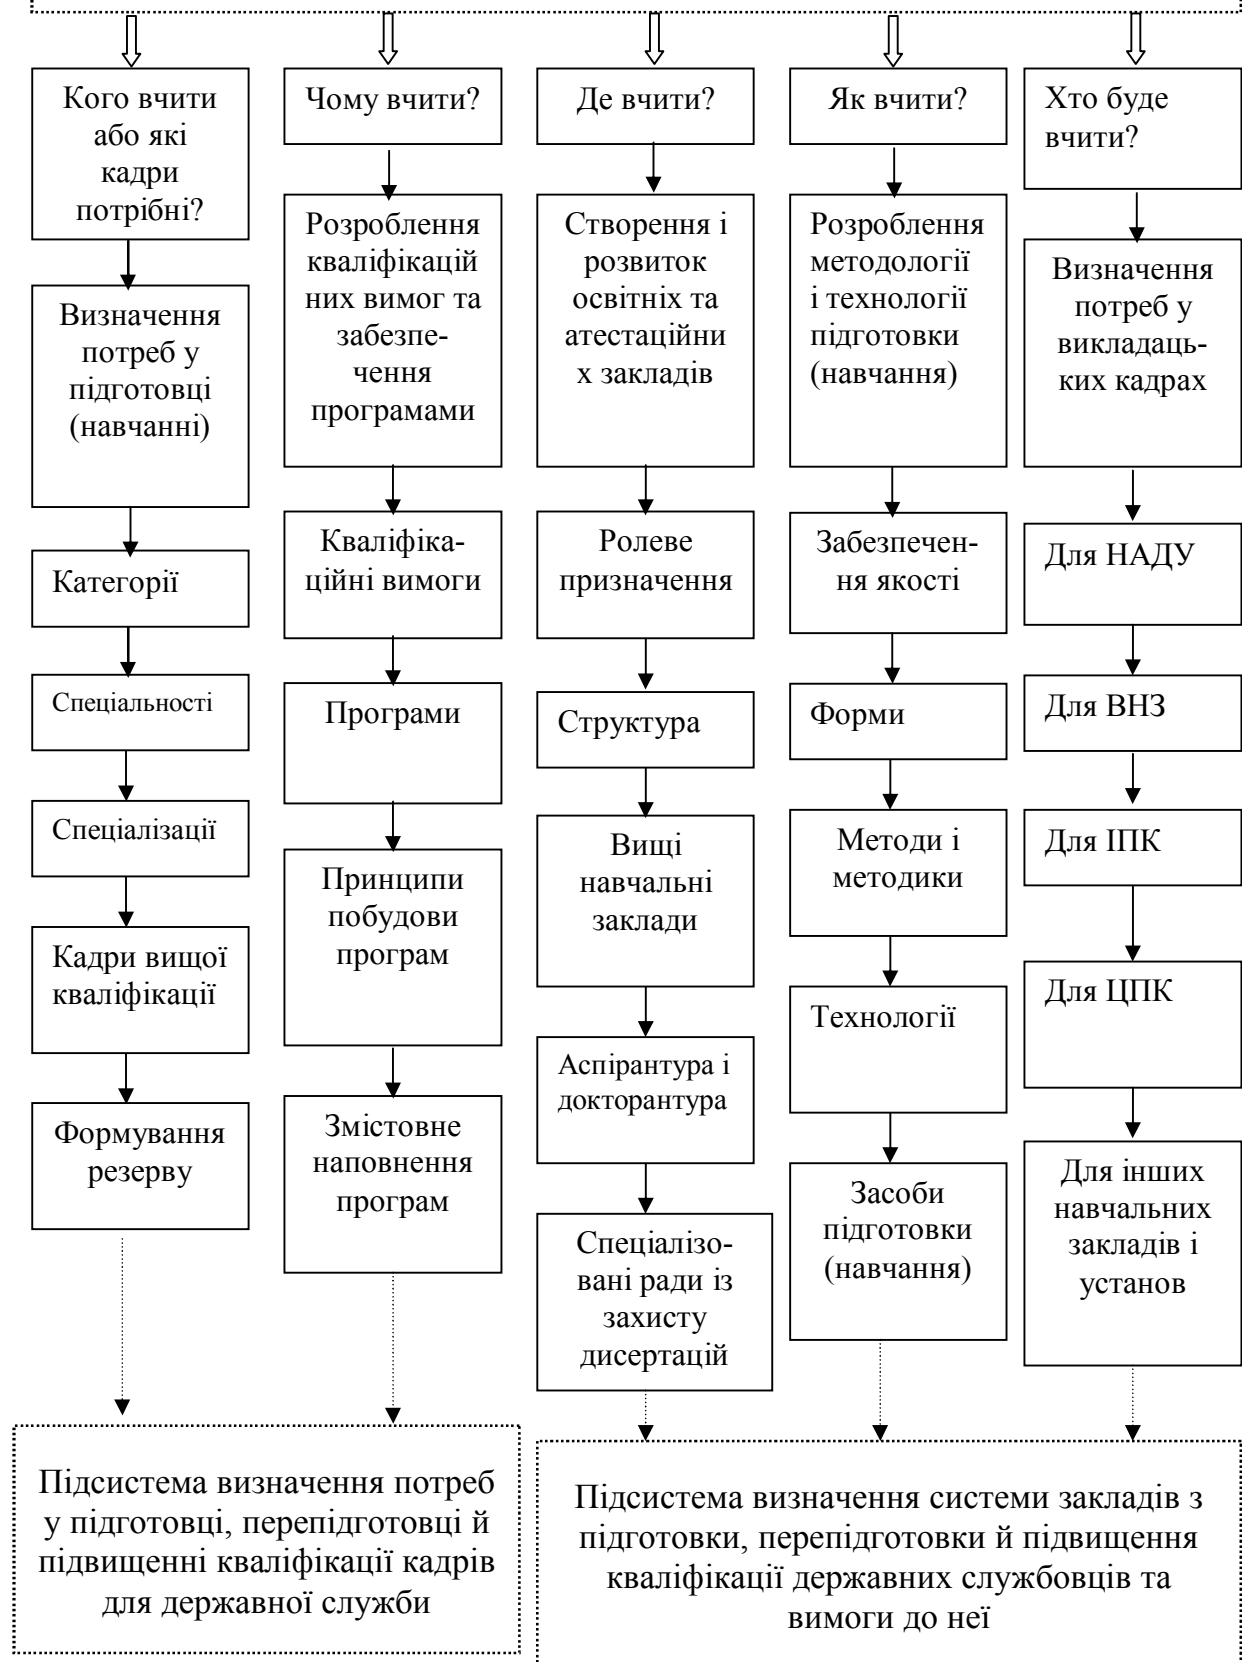 Кого вчити
або які
кадри
потрібні?
Визначення
потреб у
підготовці
(навчанні)
Категорії
Спеціальності
Спеціалізації
Кадри вищої
кваліфікації
Формування
резерву
Чому вчити?
Розроблення
кваліфікацій
них вимог та
забезпе-
чення
програмами
Кваліфіка-
ційні вимоги
Програми
Принципи
побудови
програм
Змістовне
наповнення
програм
Де вчити?
Створення і
розвиток
освітніх та
атестаційни
х закладів
Ролеве
призначення
Структура
Вищі
навчальні
заклади
Аспірантура і
докторантура
Спеціалізо-
вані ради із
захисту
дисертацій
Як вчити?
Розроблення
методології
і технології
підготовки
(навчання)
Забезпечен-
ня якості
Форми
Методи і
методики
Технології
Засоби
підготовки
(навчання)
Хто буде
вчити?
Визначення
потреб у
викладаць-
ких кадрах
Для НАДУ
Для ВНЗ
Для ІПК
Для ЦПК
Для інших
навчальних
закладів і
установ
Підсистема визначення потреб
у підготовці, перепідготовці й
підвищенні кваліфікації кадрів
для державної служби
Підсистема визначення системи закладів з
підготовки, перепідготовки й підвищення
кваліфікації державних службовців та
вимоги до неї